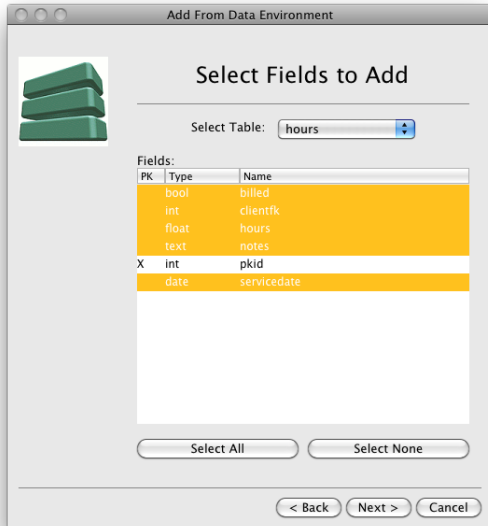 Add From Data Environment
Select Fields to Add
Select Table: hours
Fields:
PK Type Name
bool billed
int clientfk
float hours
text notes
X int pkid
date servicedate
Select All Select None
< Back Next > Cancel